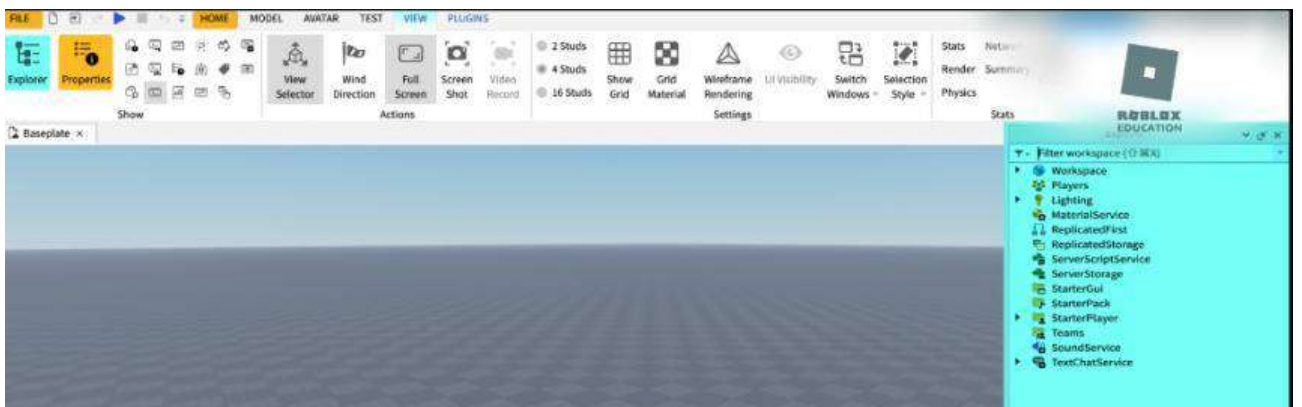 FILE HOME MODEL AVATAR TEST VIEW PLUGINS
Explorer
Properties
View Selector
Wind Direction
Full Screen
Screen Shot
Video Record
2 Studs
4 Studs
16 Studs
Show Grid
Grid Material
Wireframe Rendering
UI Visibility
Switch Windows
Selection Style
Stats
Render Summary
Physics
Show Actions Settings Stats
ROBLOX
EDUCATION
Baseplate ×
Filter workspace (⇧⌘X)
Workspace
Players
Lighting
MaterialService
ReplicatedFirst
ReplicatedStorage
ServerScriptService
ServerStorage
StarterGui
StarterPack
StarterPlayer
Teams
SoundService
TextChatService